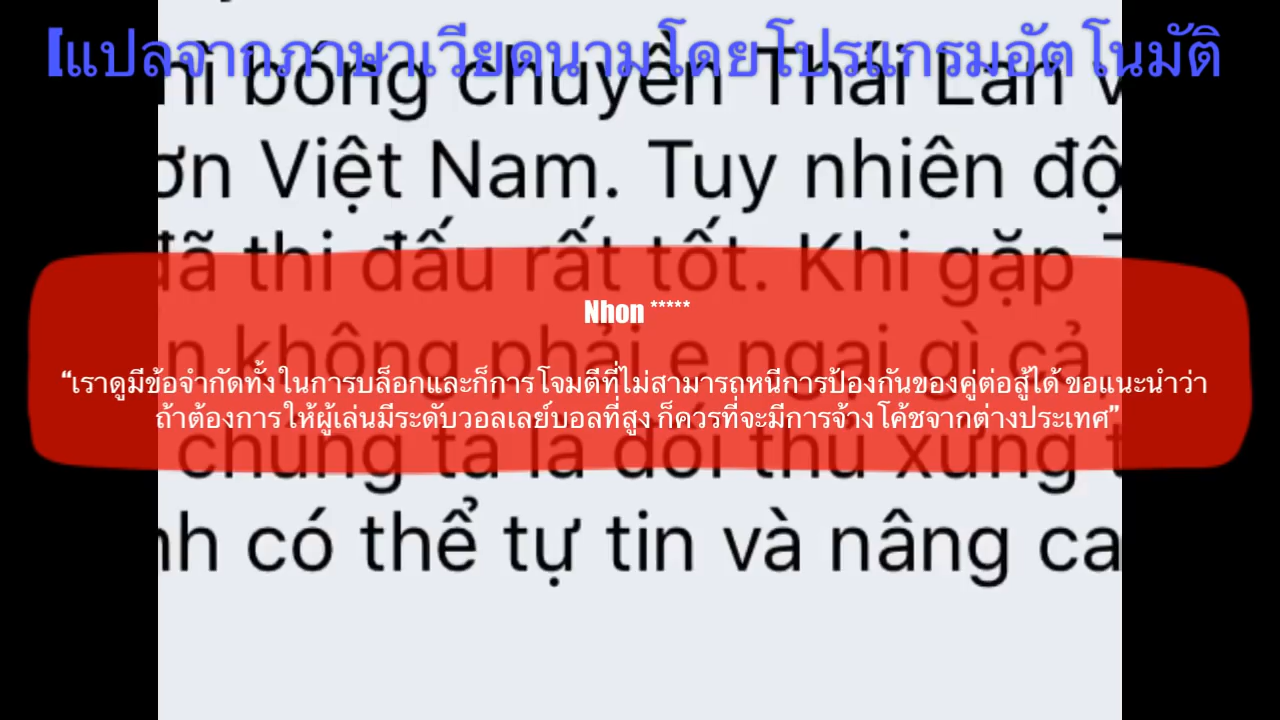 [แปลจากภาษาเวียดนามโดยโปรแกรมอัตโนมัติ
bóng chuyền Thái Lan
ơn Việt Nam. Tuy nhiên độ
đã thi đấu rất tốt. Khi gặp
Nhon *****
không phải e ngại gì cả
“เราดูมีข้อจำกัดทั้งในการบล็อกและก็การโจมตีที่ไม่สามารถหนีการป้องกันของคู่ต่อสู้ได้ ขอแนะนำว่า
ถ้าต้องการให้ผู้เล่นมีระดับวอลเลย์บอลที่สูง ก็ควรที่จะมีการจ้างโค้ชจากต่างประเทศ”
chúng ta là đối thủ xứng
nh có thể tự tin và nâng ca